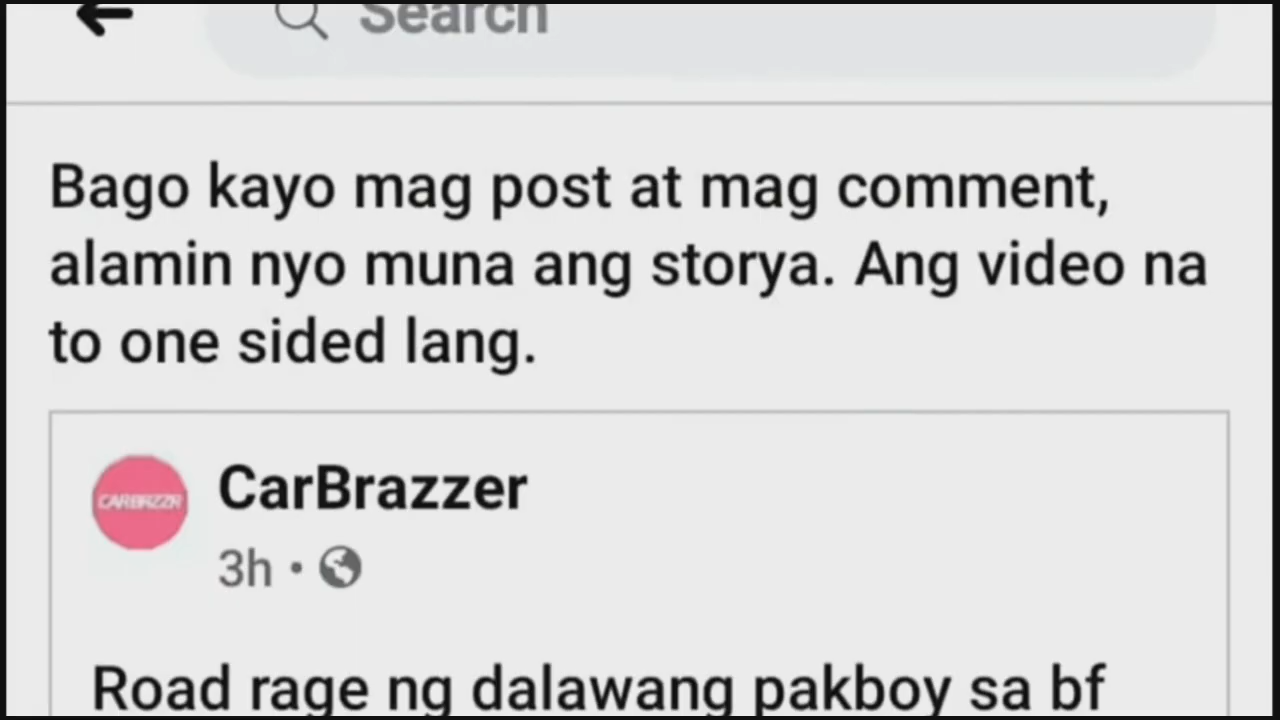 Search
Bago kayo mag post at mag comment,
alamin nyo muna ang storya. Ang video na
to one sided lang.
CARBRZZR
CarBrazzer
3h •
Road rage ng dalawang pakboy sa bf